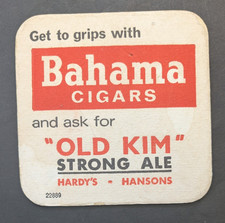 Get to grips with
Bahama
CIGARS
and ask for
"OLD KIM"
STRONG ALE
HARDY'S - HANSONS
22889